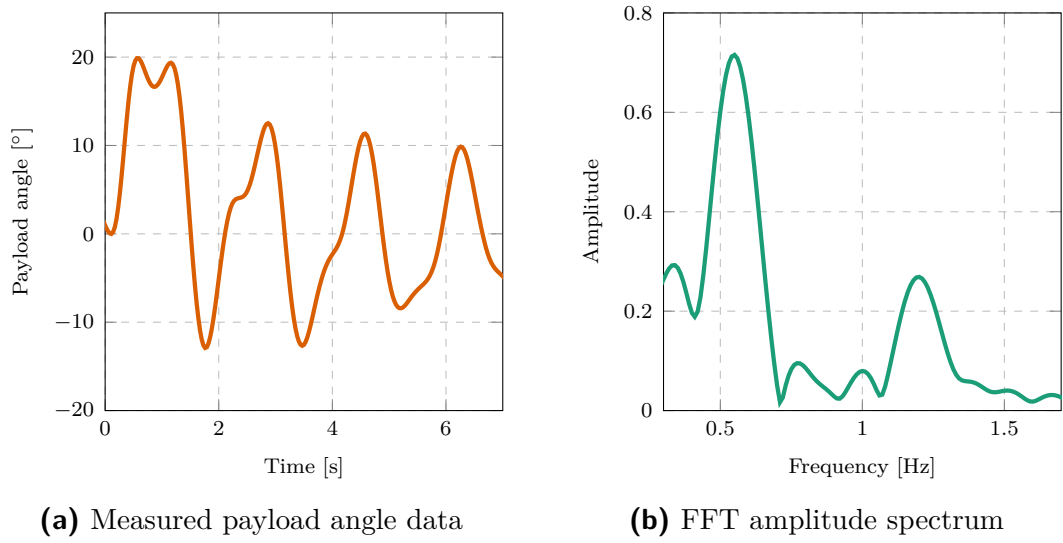 20
10
0
−10
−20
0
2
4
6
Payload angle [°]
Time [s]
(a) Measured payload angle data
0.8
0.6
0.4
0.2
0
0.5
1
1.5
Amplitude
Frequency [Hz]
(b) FFT amplitude spectrum